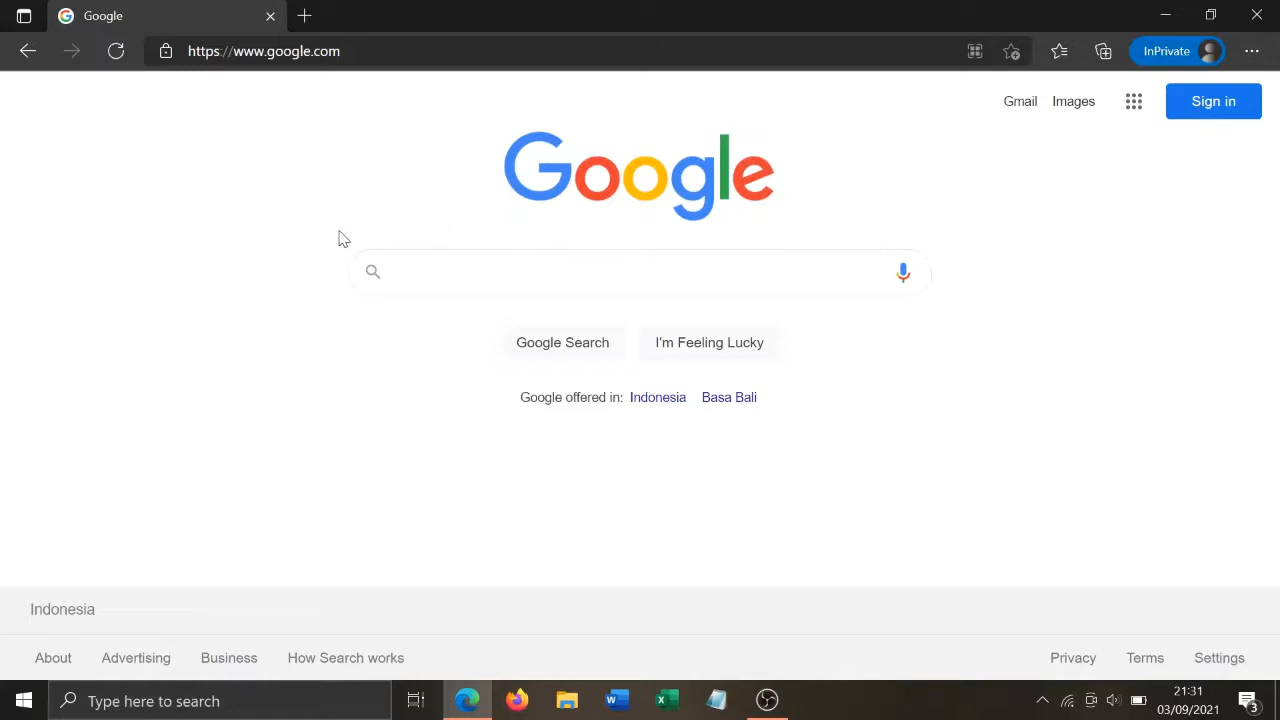 Google
https://www.google.com
InPrivate
Gmail Images Sign in
Google
Google Search I'm Feeling Lucky
Google offered in: Indonesia Basa Bali
Indonesia
About Advertising Business How Search works Privacy Terms Settings
Type here to search
21:31
03/09/2021
3